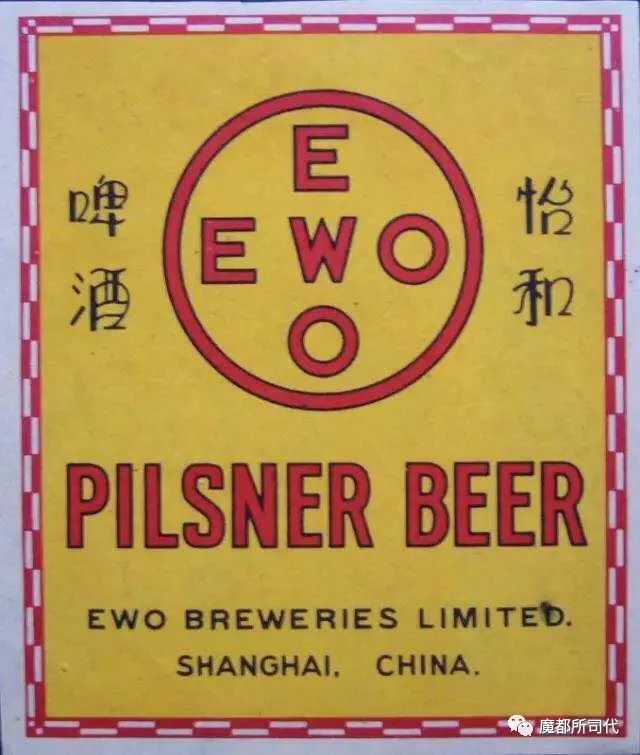 E
EWO
O
怡和
啤酒
PILSNER BEER
EWO BREWERIES LIMITED.
SHANGHAI, CHINA.
魔都所司代